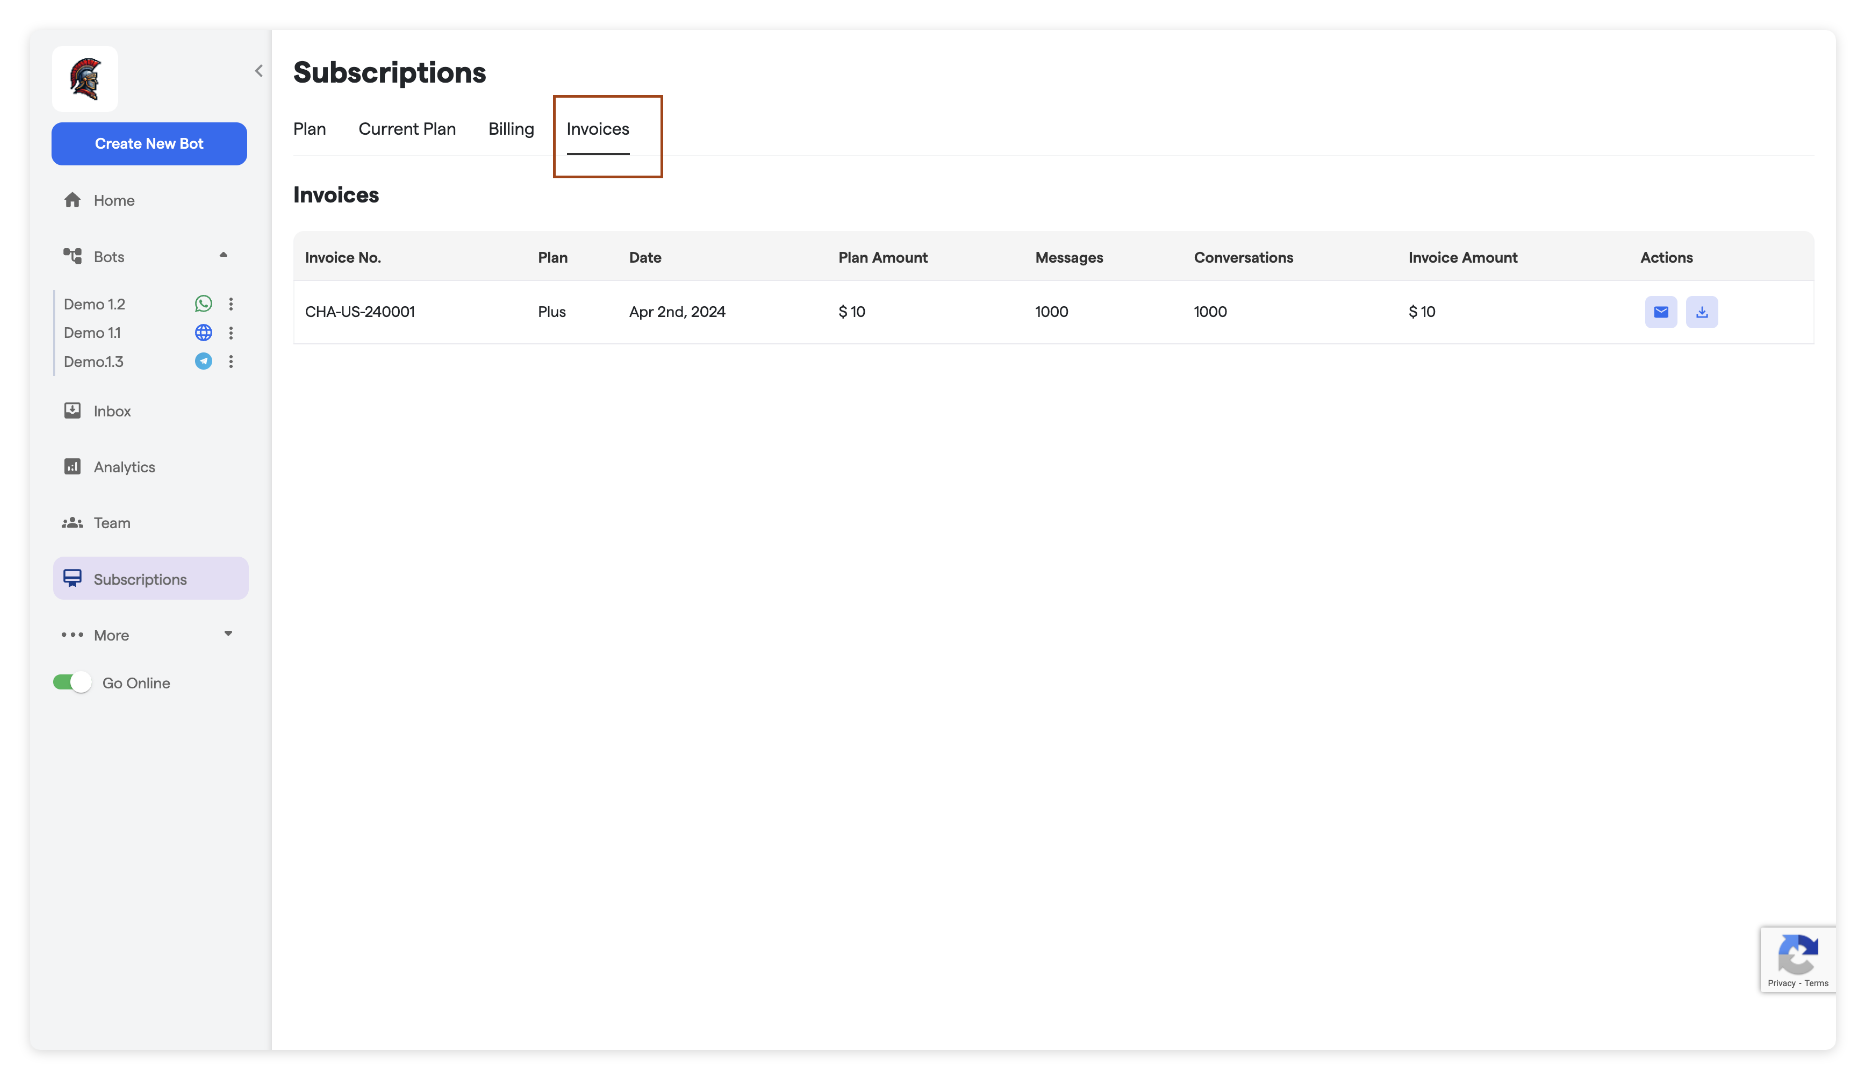 Create New Bot
Home
Bots
Demo 1.2
Demo 1.1
Demo.1.3
Inbox
Analytics
Team
Subscriptions
More
Go Online
Subscriptions
Plan Current Plan Billing Invoices
Invoices
Invoice No. Plan Date Plan Amount Messages Conversations Invoice Amount Actions
CHA-US-240001 Plus Apr 2nd, 2024 $ 10 1000 1000 $ 10
Privacy - Terms